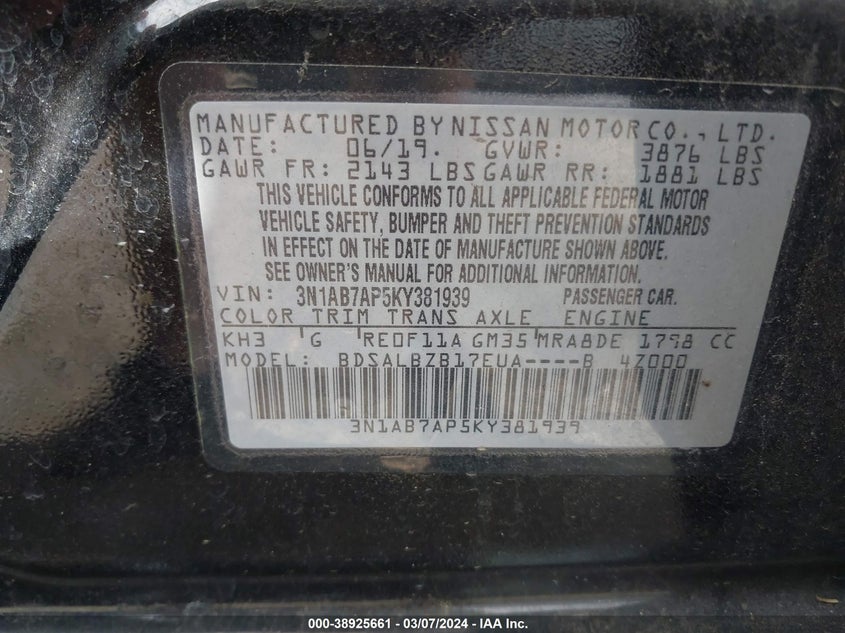 MANUFACTURED BY NISSAN MOTOR CO., LTD.
DATE: 06/19. GVWR: 3876 LBS
GAWR FR: 2143 LBS GAWR RR: 1881 LBS
THIS VEHICLE CONFORMS TO ALL APPLICABLE FEDERAL MOTOR
VEHICLE SAFETY, BUMPER AND THEFT PREVENTION STANDARDS
IN EFFECT ON THE DATE OF MANUFACTURE SHOWN ABOVE.
SEE OWNER'S MANUAL FOR ADDITIONAL INFORMATION.
VIN: 3N1AB7AP5KY381939 PASSENGER CAR.
COLOR TRIM TRANS AXLE ENGINE
KH3 G RE0F11A GM35 MRA8DE 1798 CC
MODEL: BDSALBZB17EUA----B 47000
3N1AB7AP5KY381939
000-38925661 — 03/07/2024 — IAA Inc.